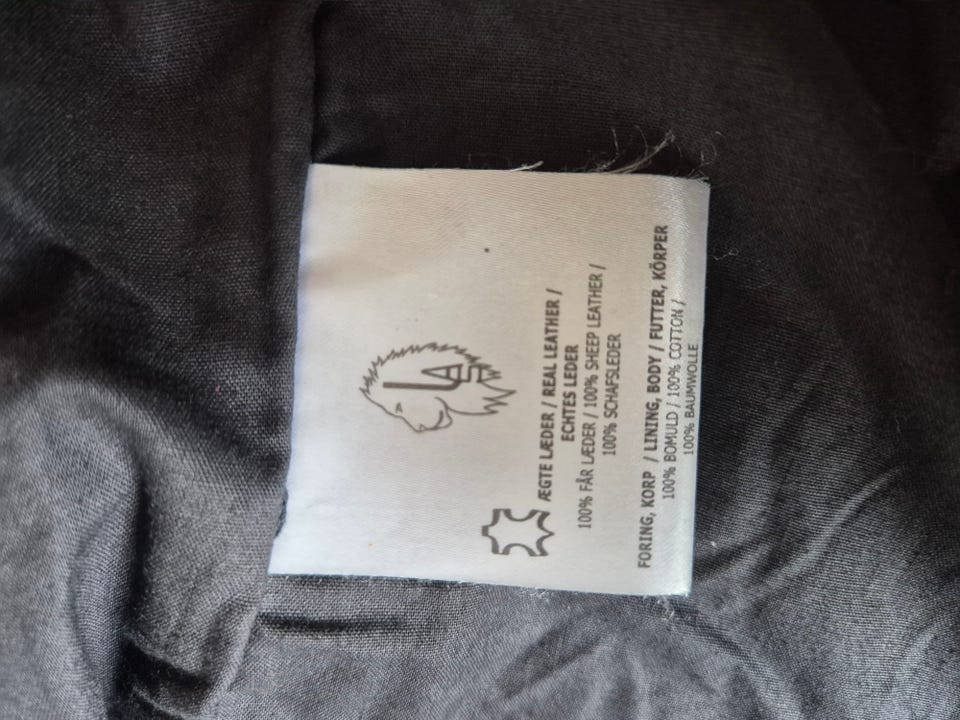 LAS
ÆGTE LÆDER / REAL LEATHER /
ECHTES LEDER
100% FÅR LÆDER / 100% SHEEP LEATHER /
100% SCHAFSLEDER
FORING, KORP / LINING, BODY / FUTTER, KÖRPER
100% BOMULD / 100% COTTON /
100% BAUMWOLLE